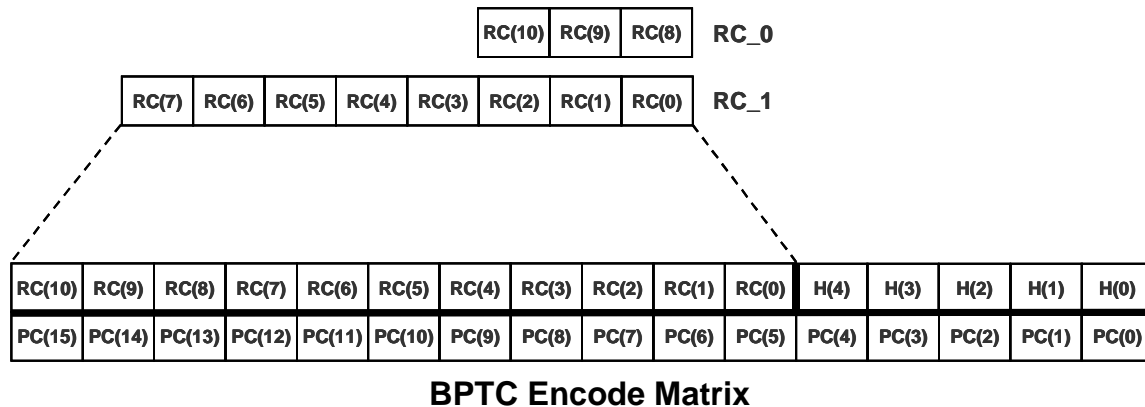 RC(10) RC(9) RC(8) RC_0
RC(7) RC(6) RC(5) RC(4) RC(3) RC(2) RC(1) RC(0) RC_1
RC(10) RC(9) RC(8) RC(7) RC(6) RC(5) RC(4) RC(3) RC(2) RC(1) RC(0) H(4) H(3) H(2) H(1) H(0)
PC(15) PC(14) PC(13) PC(12) PC(11) PC(10) PC(9) PC(8) PC(7) PC(6) PC(5) PC(4) PC(3) PC(2) PC(1) PC(0)
BPTC Encode Matrix